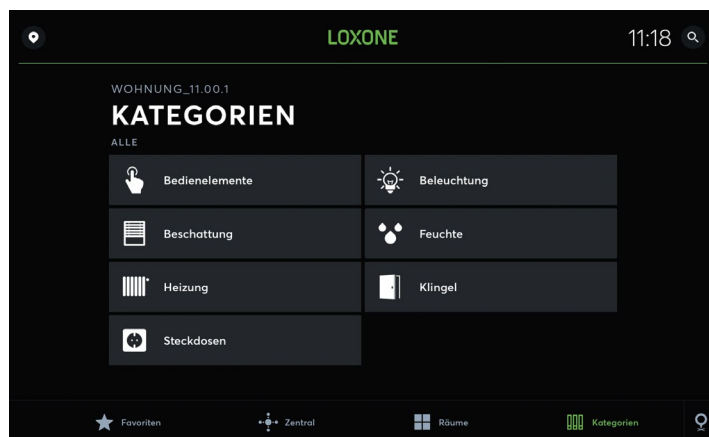 LOXONE
11:18
WOHNUNG_11.00.1
KATEGORIEN
ALLE
Bedienelemente
Beleuchtung
Beschattung
Feuchte
Heizung
Klingel
Steckdosen
Favoriten
Zentral
Räume
Kategorien